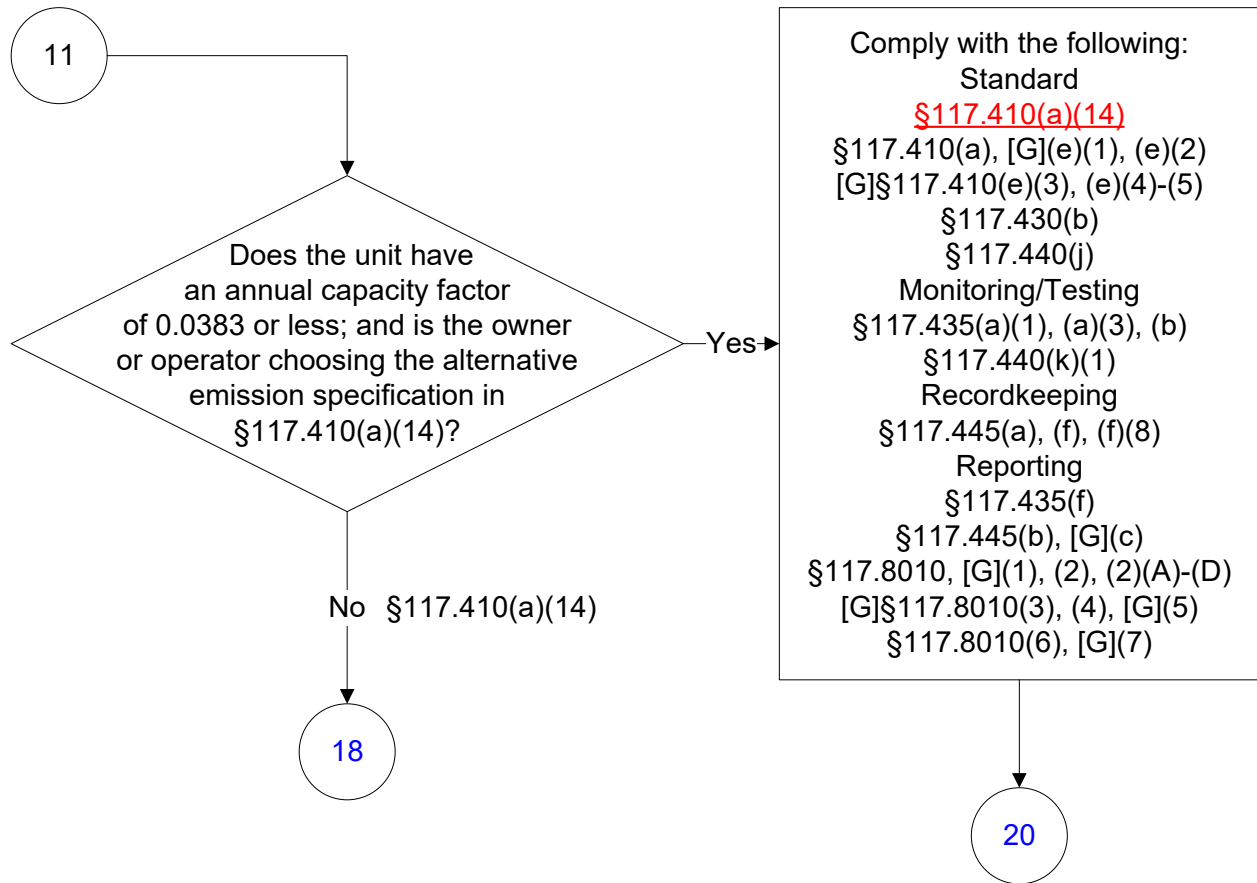 11
Does the unit have
an annual capacity factor
of 0.0383 or less; and is the owner
or operator choosing the alternative
emission specification in
§117.410(a)(14)?
Yes
No §117.410(a)(14)
18
Comply with the following:
Standard
§117.410(a)(14)
§117.410(a), [G](e)(1), (e)(2)
[G]§117.410(e)(3), (e)(4)-(5)
§117.430(b)
§117.440(j)
Monitoring/Testing
§117.435(a)(1), (a)(3), (b)
§117.440(k)(1)
Recordkeeping
§117.445(a), (f), (f)(8)
Reporting
§117.435(f)
§117.445(b), [G](c)
§117.8010, [G](1), (2), (2)(A)-(D)
[G]§117.8010(3), (4), [G](5)
§117.8010(6), [G](7)
20